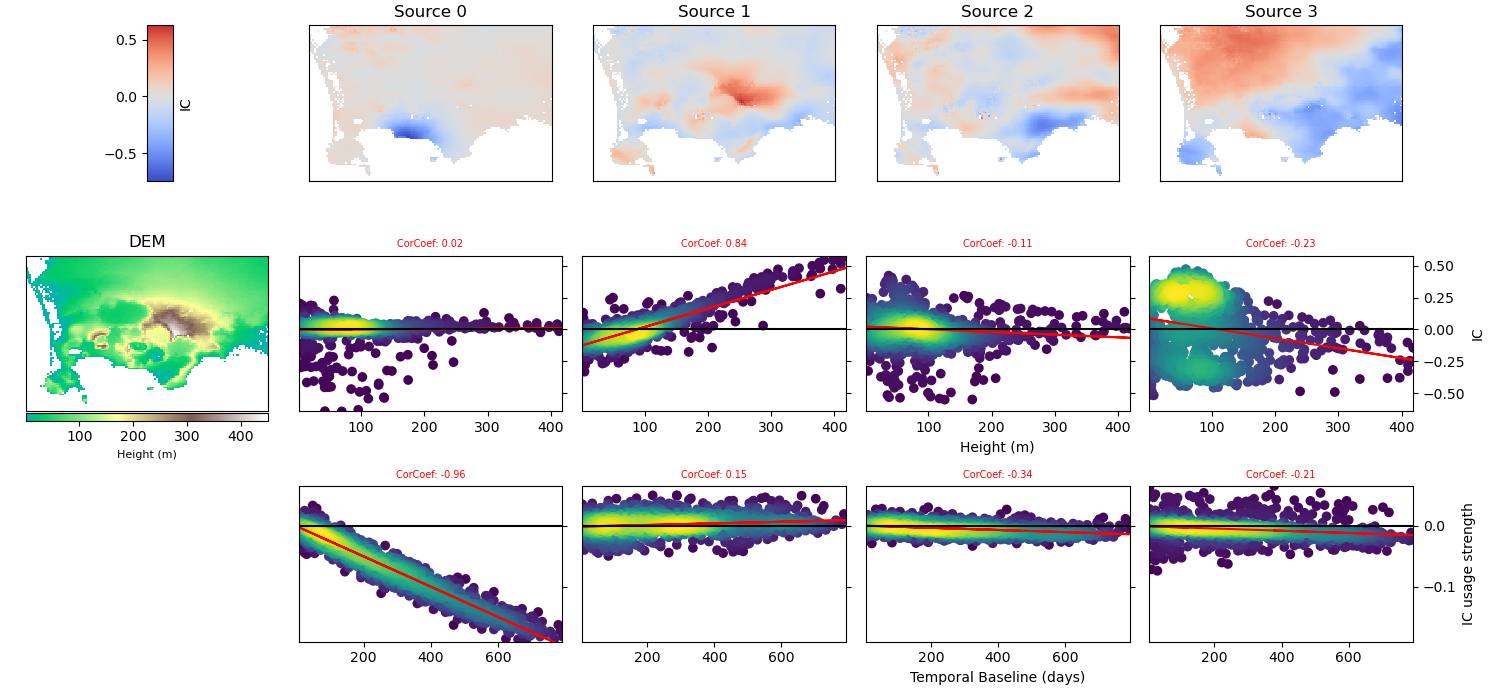 Source 0
Source 1
Source 2
Source 3
0.5
0.0
−0.5
IC
DEM
100 200 300 400
Height (m)
CorCoef: 0.02
CorCoef: 0.84
CorCoef: -0.11
CorCoef: -0.23
0.50
0.25
0.00
−0.25
−0.50
IC
100 200 300 400
100 200 300 400
100 200 300 400
100 200 300 400
Height (m)
CorCoef: -0.96
CorCoef: 0.15
CorCoef: -0.34
CorCoef: -0.21
0.0
−0.1
IC usage strength
200 400 600
200 400 600
200 400 600
200 400 600
Temporal Baseline (days)